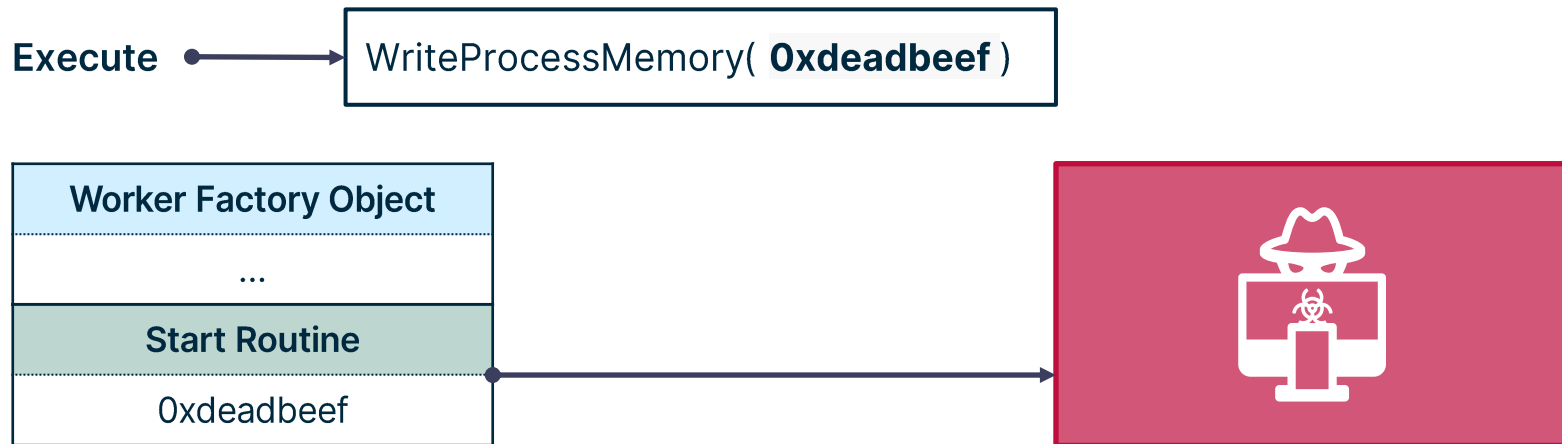 Execute
WriteProcessMemory( 0xdeadbeef )
Worker Factory Object
...
Start Routine
0xdeadbeef